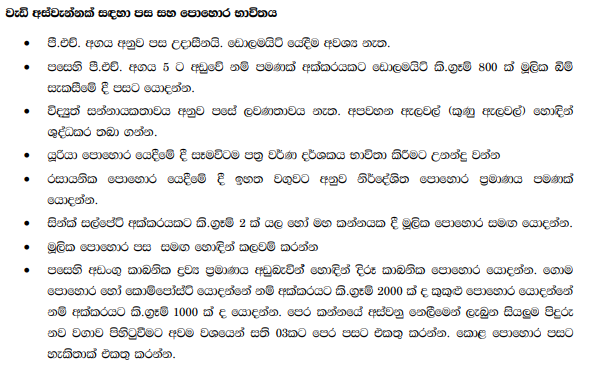 වැඩි අස්වැන්නක් සඳහා පස සහ පොහොර භාවිතය
• පී.එච්. අගය අනුව පස උදාසීනයි. ඩොලමයිට් යෙදීම අවශ්‍ය නැත.
• පසෙහි පී.එච්. අගය 5 ට අඩුවේ නම් පමණක් අක්කරයකට ඩොලමයිට් කි.ග්‍රෑම් 800 ක් මූලික බිම්
සැකසීමේ දී පසට යොදන්න.
• විද්‍යුත් සන්නායකතාවය අනුව පසේ ලවණතාවය නැත. අපවහන ඇලවල් (කුණු ඇලවල්) හොඳින්
ශුද්ධකර තබා ගන්න.
• යූරියා පොහොර යෙදීමේ දී සෑමවිටම පත්‍ර වර්ණ දර්ශකය භාවිතා කිරීමට උනන්දු වන්න
• රසායනික පොහොර යෙදීමේ දී ඉහත වගුවට අනුව නිර්දේශිත පොහොර ප්‍රමාණය පමණක්
යොදන්න.
• සින්ක් සල්පේට් අක්කරයකට කි.ග්‍රෑම් 2 ක් යල හෝ මහ කන්නයක දී මූලික පොහොර සමඟ යොදන්න.
• මූලික පොහොර පස සමඟ හොඳින් කලවම් කරන්න
• පසෙහි අඩංගු කාබනික ද්‍රව්‍ය ප්‍රමාණය අඩුබැවින් හොඳින් දිරූ කාබනික පොහොර යොදන්න. ගොම
පොහොර හෝ කොම්පෝස්ට් යොදන්නේ නම් අක්කරයට කි.ග්‍රෑම් 2000 ක් ද කුකුළු පොහොර යොදන්නේ
නම් අක්කරයට කි.ග්‍රෑම් 1000 ක් ද යොදන්න. පෙර කන්නයේ අස්වනු නෙලීමෙන් ලැබුන සියලුම පිදුරු
නව වගාව පිහිටුවීමට අවම වශයෙන් සති 03කට පෙර පසට එකතු කරන්න. කොළ පොහොර පසට
හැකිතාක් එකතු කරන්න.